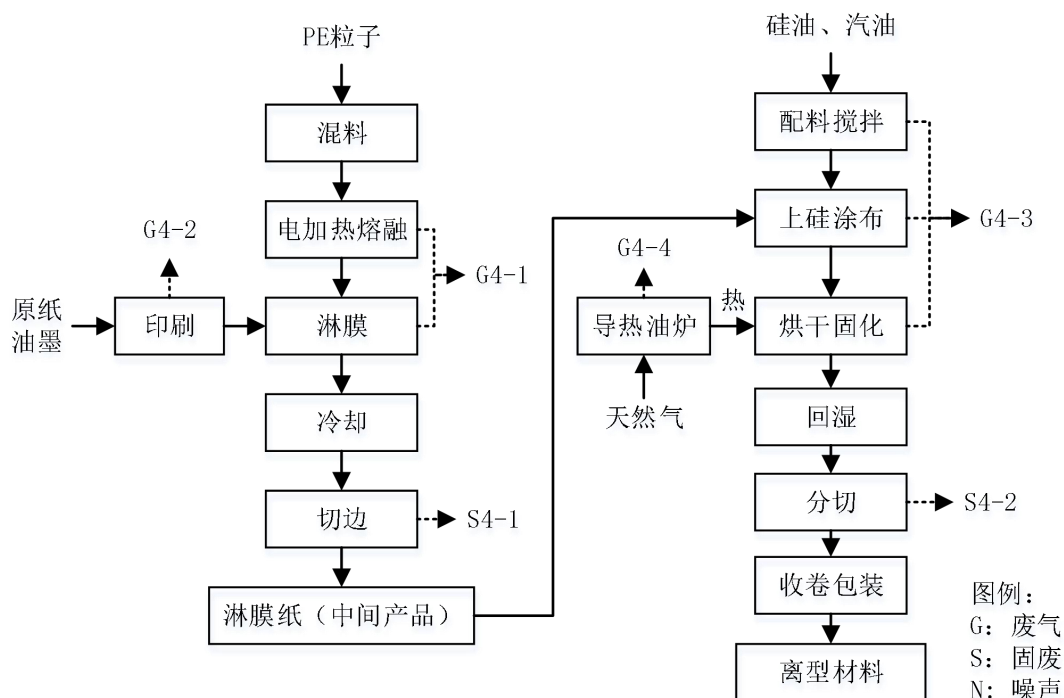 PE粒子
混料
电加热熔融
G4-1
G4-2
原纸
油墨
印刷
淋膜
冷却
切边
S4-1
淋膜纸（中间产品）
硅油、汽油
配料搅拌
上硅涂布
G4-3
G4-4
导热油炉
热
烘干固化
天然气
回湿
分切
S4-2
收卷包装
离型材料
图例：
G：废气
S：固废
N：噪声